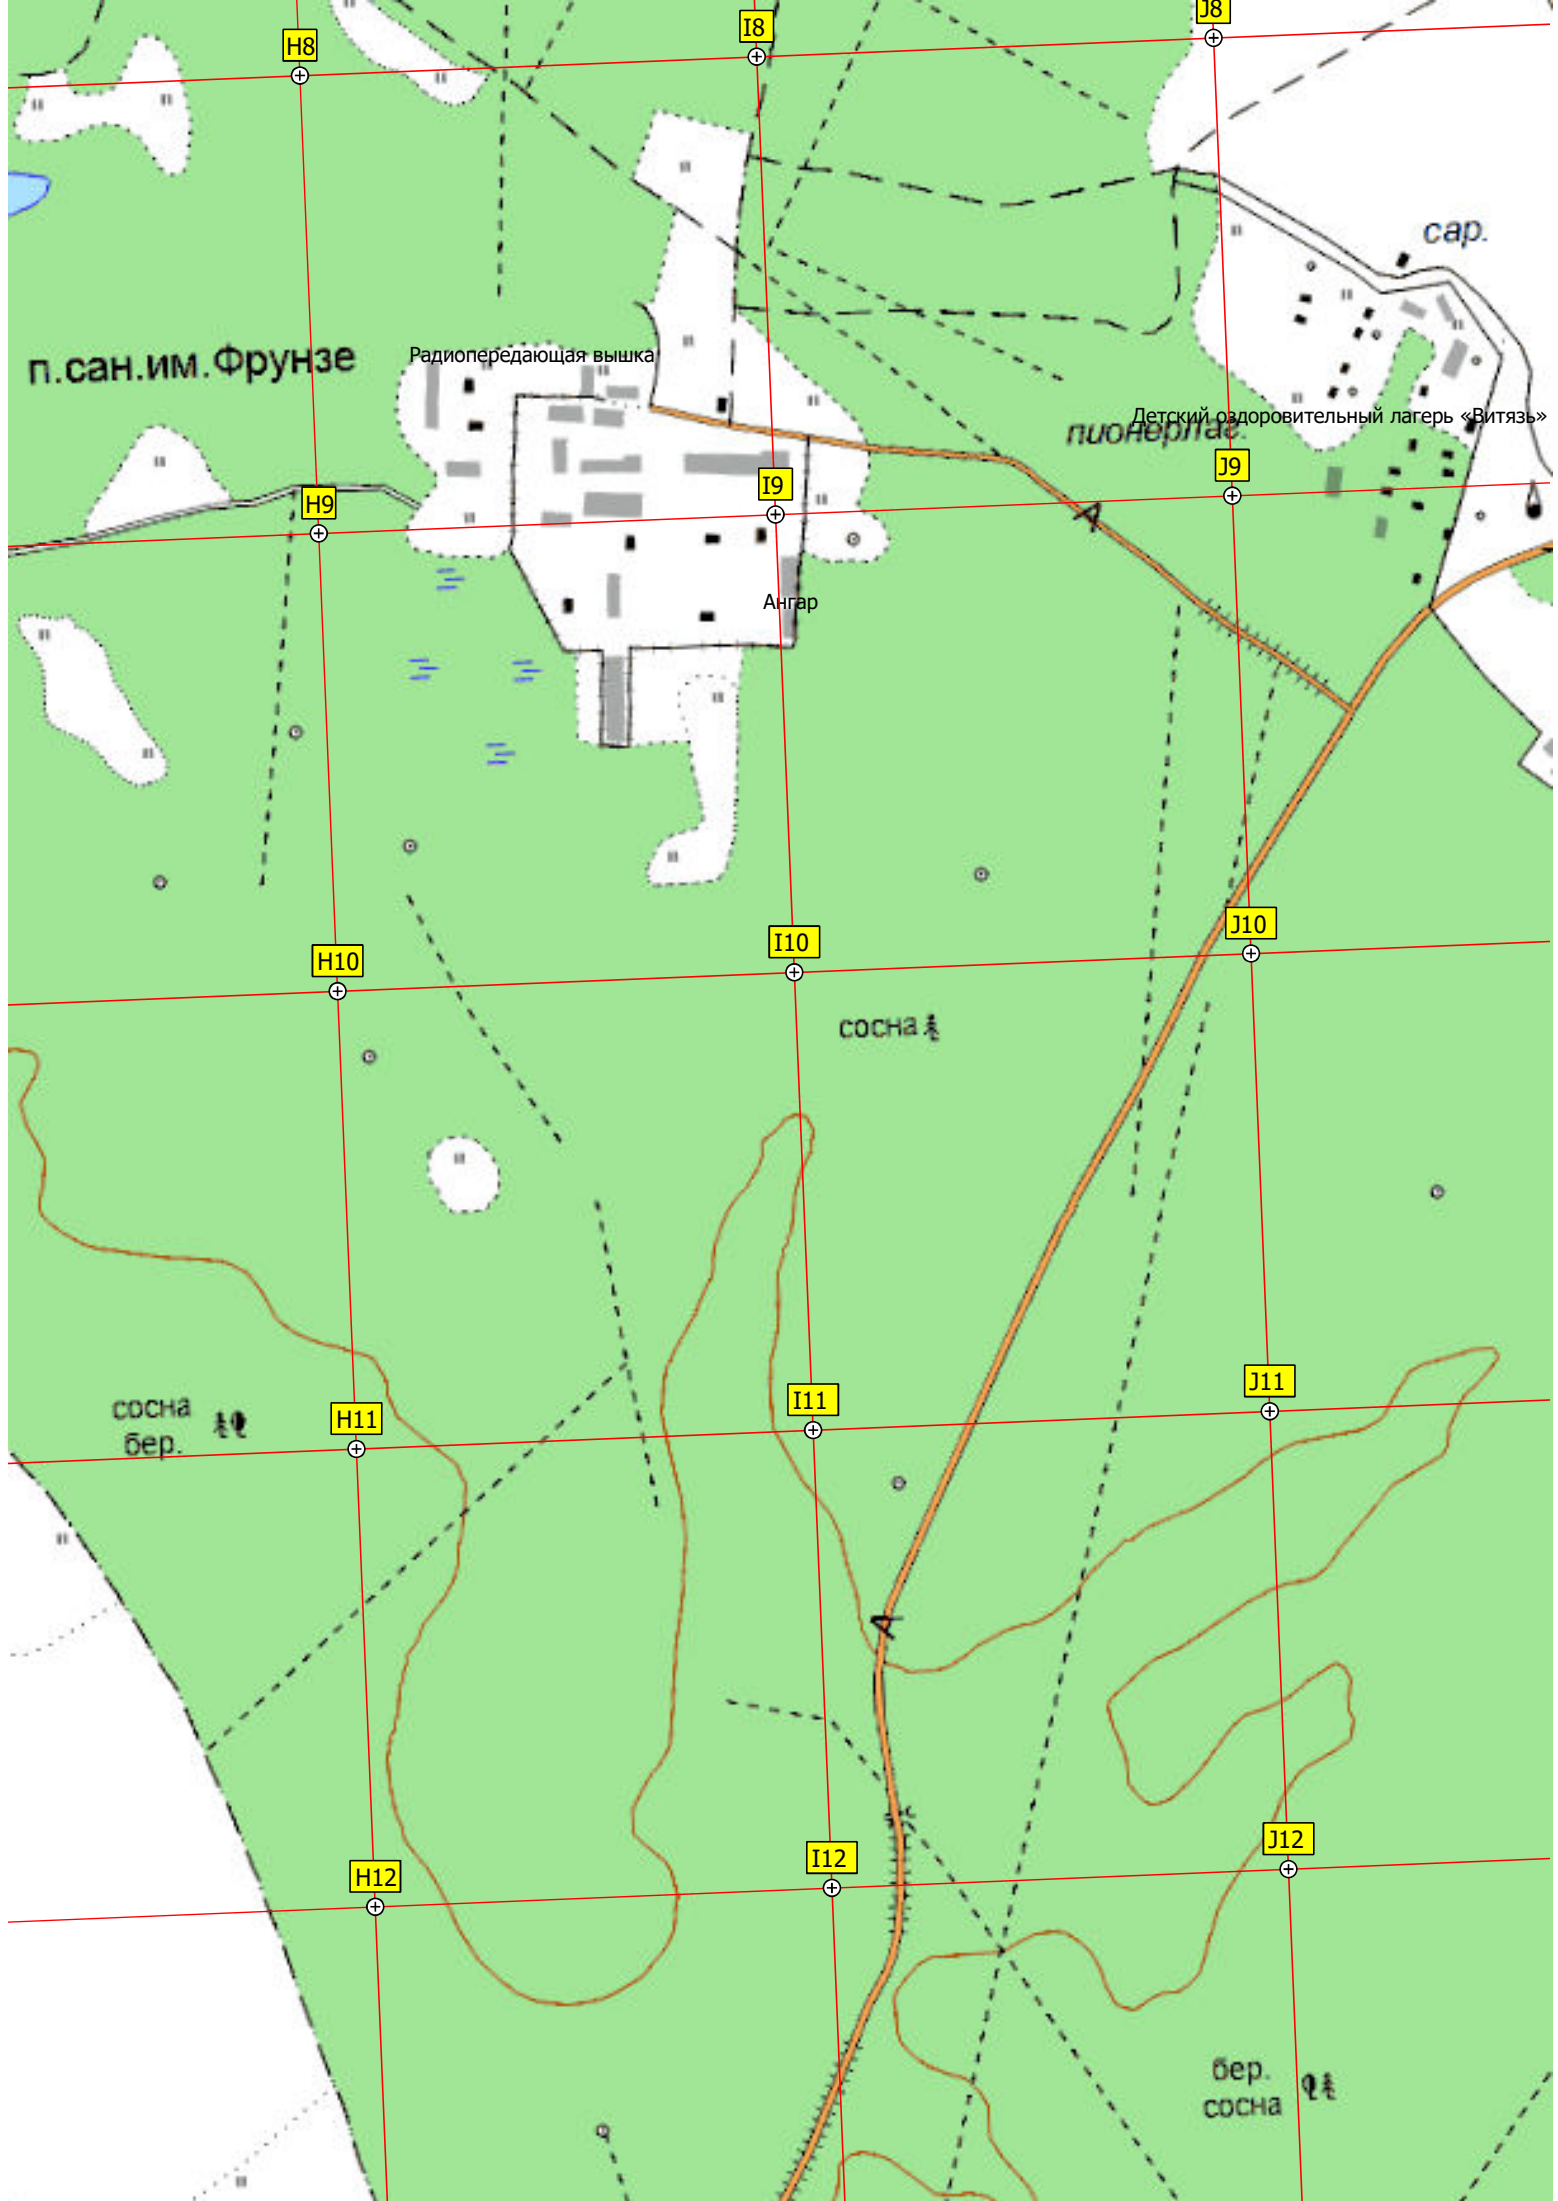 J8
I8
H8
сар.
п.сан.им.Фрунзе
Радиопередающая вышка
Детский оздоровительный лагерь «Витязь»
пионерлаг.
J9
I9
H9
А
Ангар
J10
I10
H10
сосна
J11
I11
H11
сосна
бер.
А
J12
I12
H12
бер.
сосна